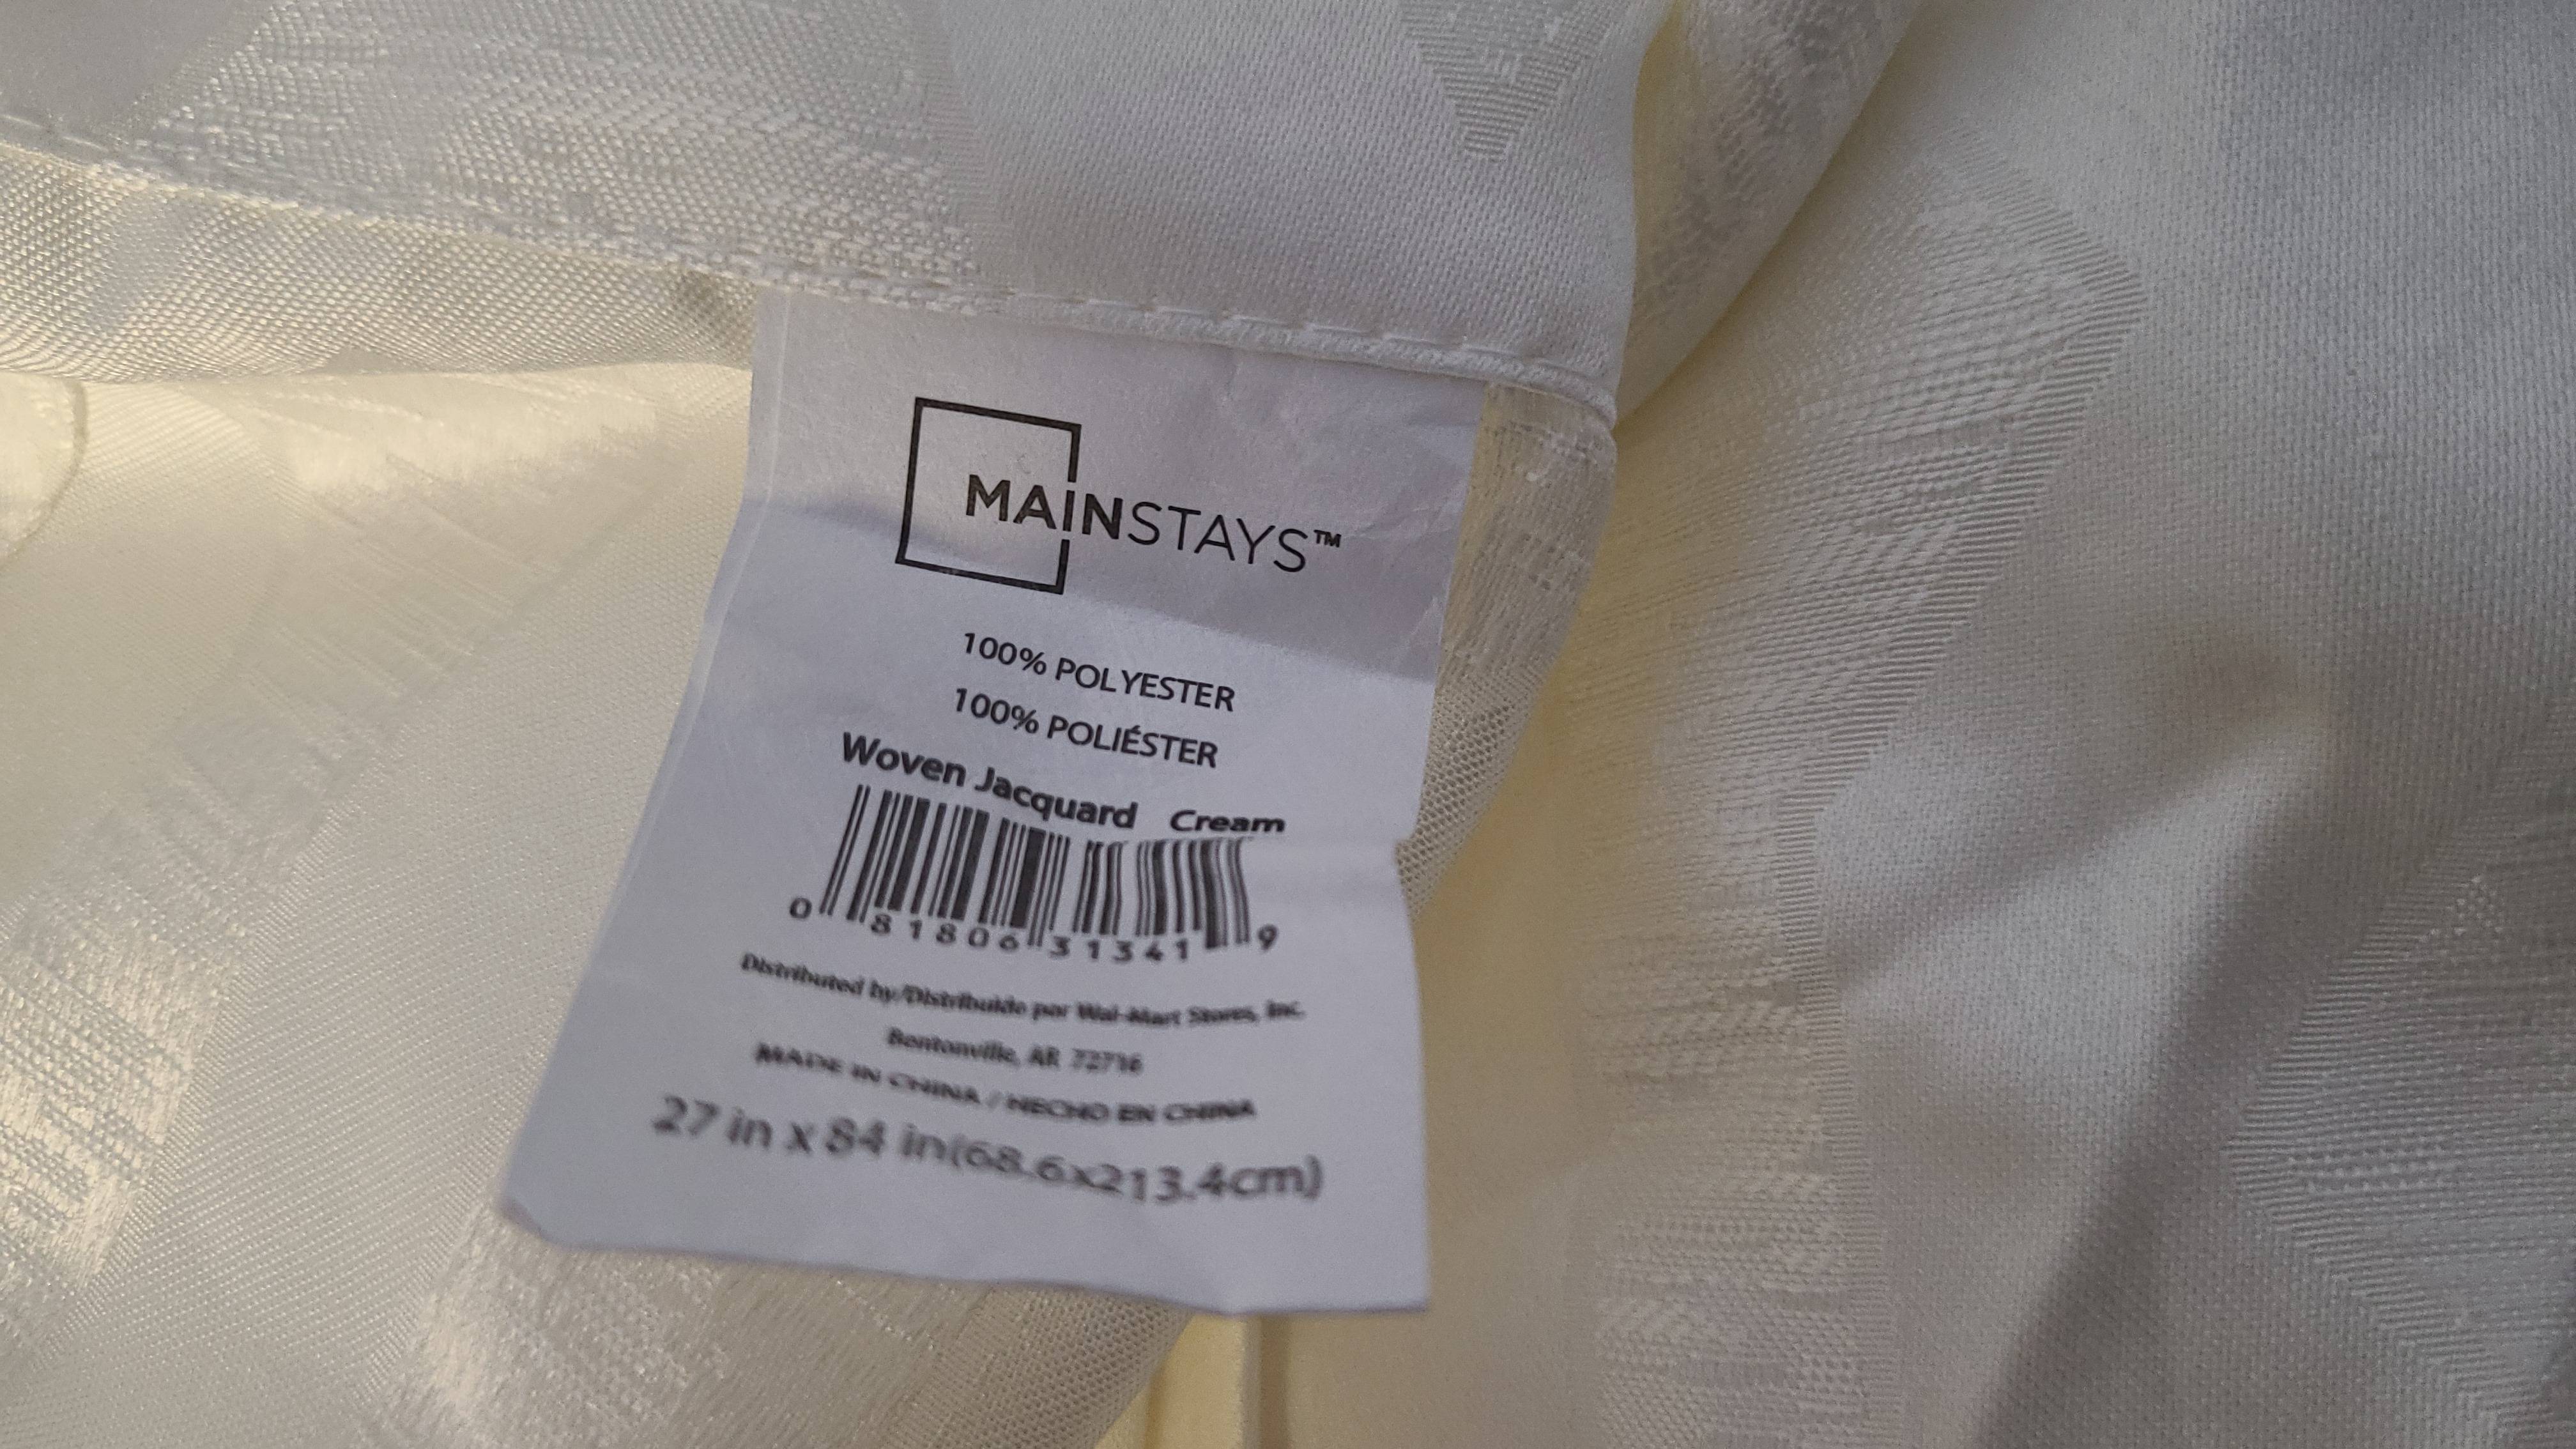 MAINSTAYS™
100% POLYESTER
100% POLIÉSTER
Woven Jacquard Cream
0 81806 31341 9
Distributed by/Distribuido por Wal-Mart Stores, Inc.
Bentonville, AR 72716
MADE IN CHINA / HECHO EN CHINA
27 in x 84 in(68.6x213.4cm)